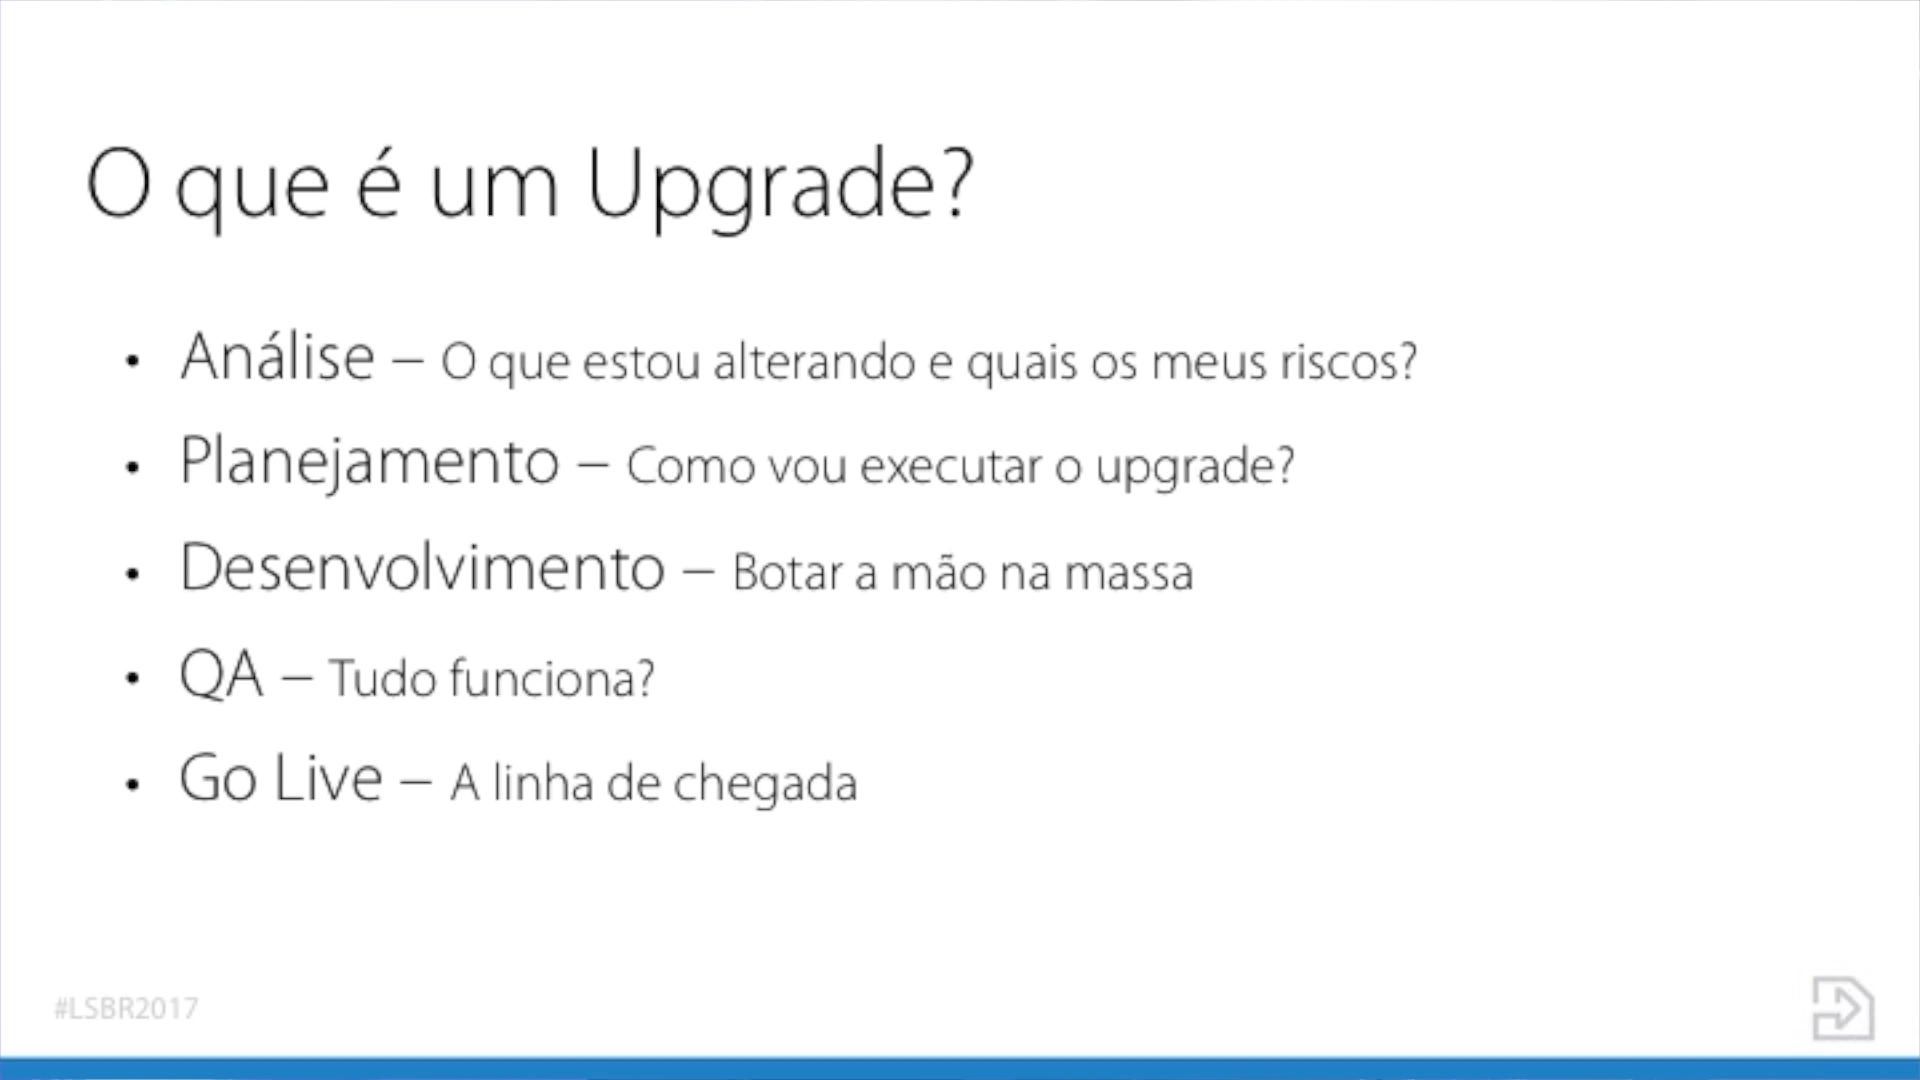 O que é um Upgrade?
• Análise – O que estou alterando e quais os meus riscos?
• Planejamento – Como vou executar o upgrade?
• Desenvolvimento – Botar a mão na massa
• QA – Tudo funciona?
• Go Live – A linha de chegada
#LSBR2017